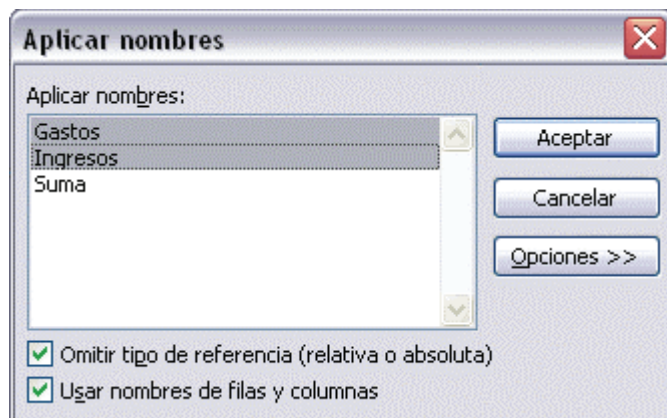 Aplicar nombres
Aplicar nombres:
Gastos
Ingresos
Suma
Aceptar
Cancelar
Opciones >>
Omitir tipo de referencia (relativa o absoluta)
Usar nombres de filas y columnas